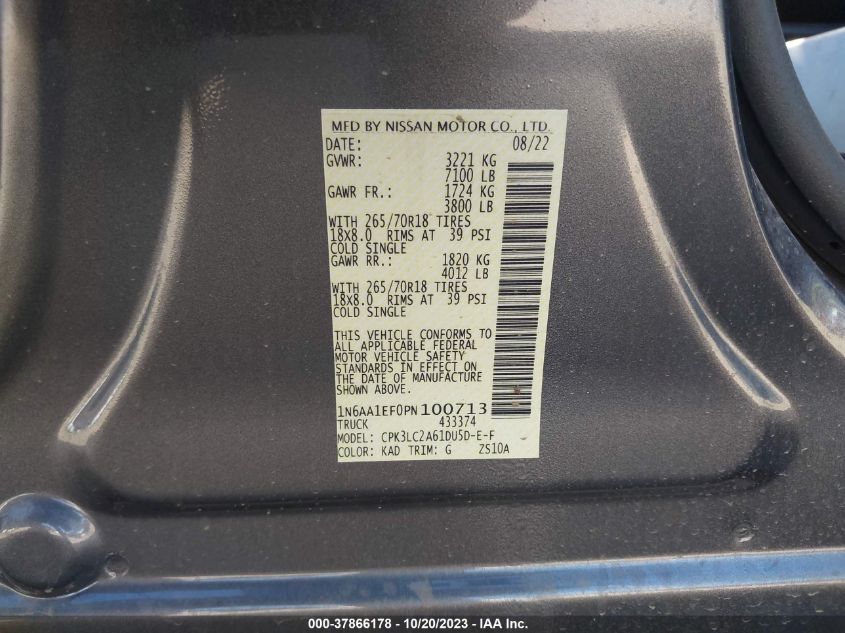 MFD BY NISSAN MOTOR CO., LTD.
DATE: 08/22
GVWR: 3221 KG
7100 LB
GAWR FR.: 1724 KG
3800 LB
WITH 265/70R18 TIRES
18X8.0 RIMS AT 39 PSI
COLD SINGLE
GAWR RR.: 1820 KG
4012 LB
WITH 265/70R18 TIRES
18X8.0 RIMS AT 39 PSI
COLD SINGLE
THIS VEHICLE CONFORMS TO
ALL APPLICABLE FEDERAL
MOTOR VEHICLE SAFETY
STANDARDS IN EFFECT ON
THE DATE OF MANUFACTURE
SHOWN ABOVE.
1N6AA1EF0PN100713
TRUCK 433374
MODEL: CPK3LC2A61DU5D-E-F
COLOR: KAD TRIM: G ZS10A
000-37866178 - 10/20/2023 - COPYRIGHT IAA, INC.